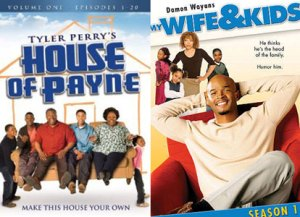 VOLUME ONE EPISODES 1-20
TYLER PERRY'S
HOUSE
OF PAYNE
MAKE THIS HOUSE YOUR OWN
Damon Wayans
MY WIFE & KIDS
He thinks
he's the head
of the family.
Humor him.
SEASON 1